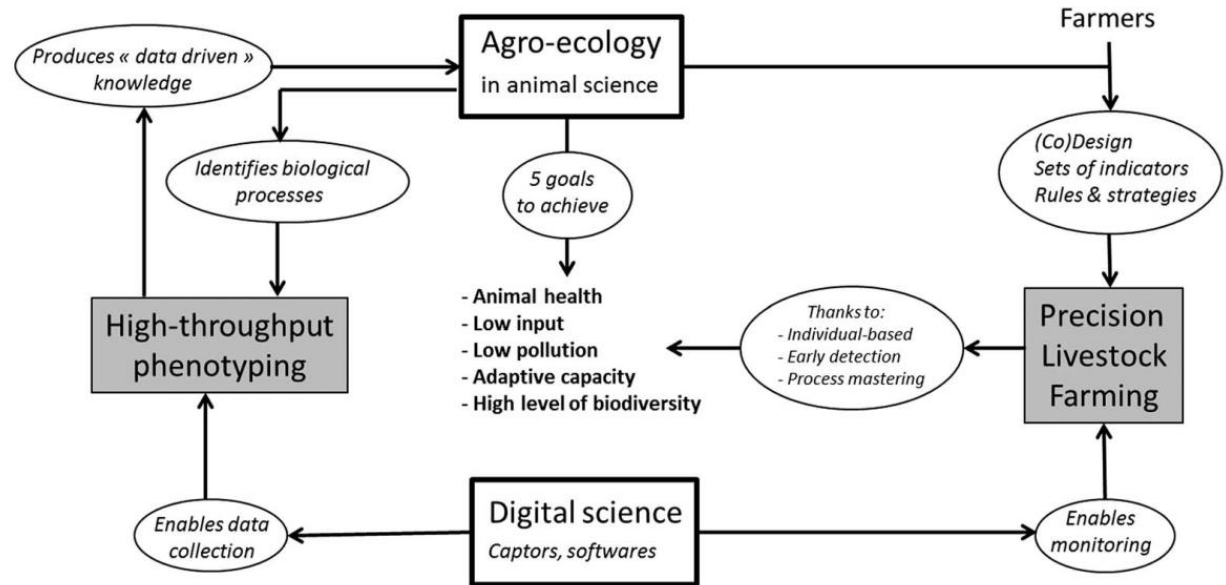 Produces « data driven »
knowledge
Agro-ecology
in animal science
Farmers
Identifies biological
processes
5 goals
to achieve
(Co)Design
Sets of indicators
Rules & strategies
High-throughput
phenotyping
- Animal health
- Low input
- Low pollution
- Adaptive capacity
- High level of biodiversity
Thanks to:
- Individual-based
- Early detection
- Process mastering
Precision
Livestock
Farming
Enables data
collection
Digital science
Captors, softwares
Enables
monitoring